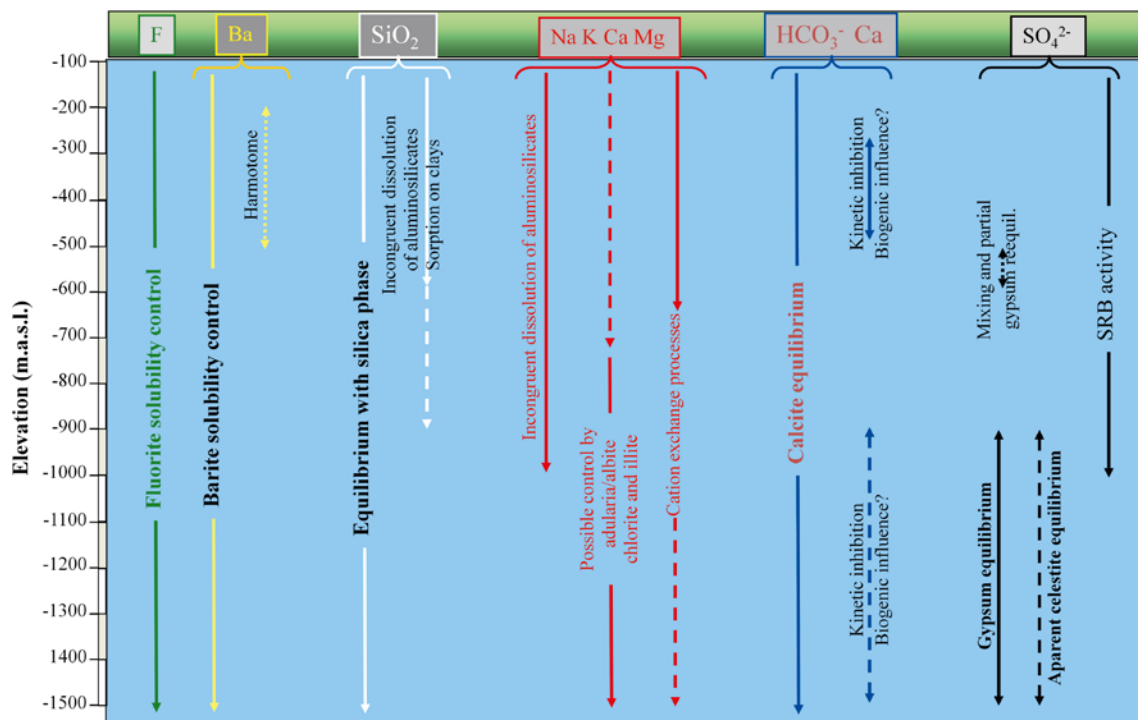 F
Ba
SiO2
Na K Ca Mg
HCO3- Ca
SO42-
Elevation (m.a.s.l.)
-100
-200
-300
-400
-500
-600
-700
-800
-900
-1000
-1100
-1200
-1300
1400
-1500
Fluorite solubility control
Barite solubility control
Harmotome
Equilibrium with silica phase
Incongruent dissolution
of aluminosilicates
Sorption on clays
Incongruent dissolution of aluminosilicates
Possible control by
adularia/albite
chlorite and illite
Cation exchange processes
Calcite equilibrium
Kinetic inhibition
Biogenic influence?
Kinetic inhibition
Biogenic influence?
Mixing and partial
gypsum reequil.
Gypsum equilibrium
Aparent celestite equilibrium
SRB activity